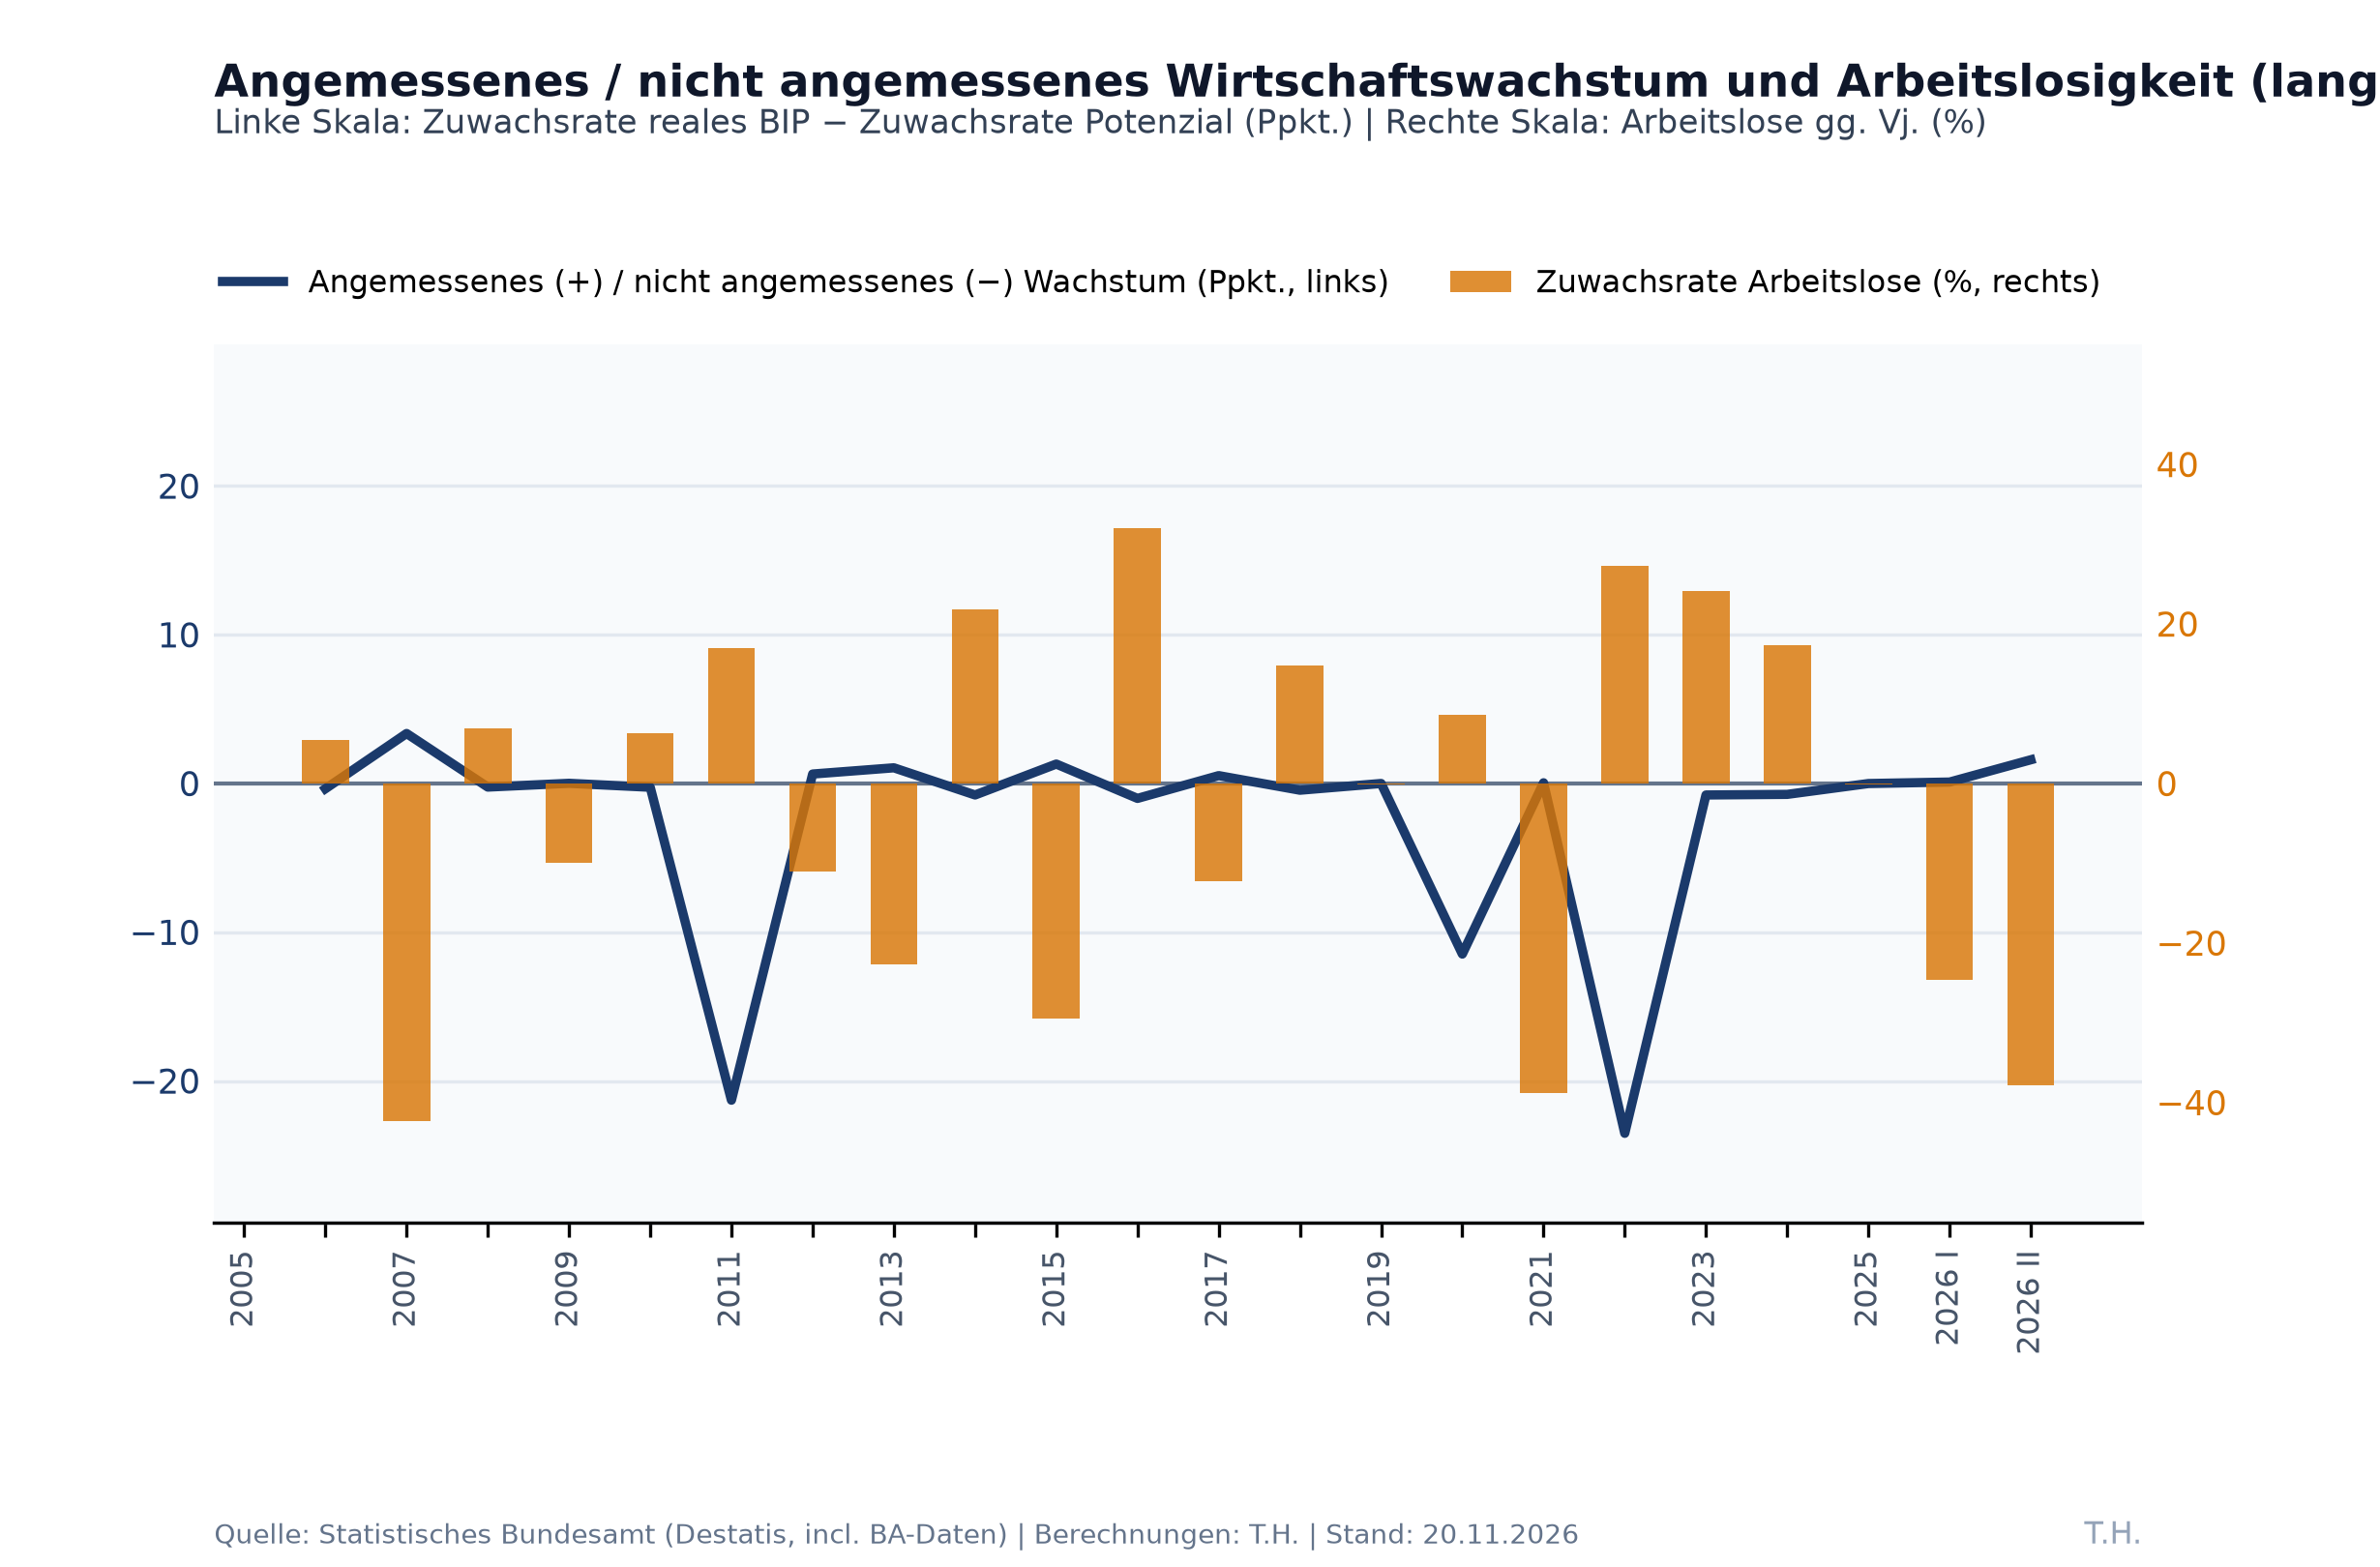 Angemessenes / nicht angemessenes Wirtschaftswachstum und Arbeitslosigkeit (lang
Linke Skala: Zuwachsrate reales BIP − Zuwachsrate Potenzial (Ppkt.) | Rechte Skala: Arbeitslose gg. Vj. (%)
Angemessenes (+) / nicht angemessenes (−) Wachstum (Ppkt., links) Zuwachsrate Arbeitslose (%, rechts)
20 40
10 20
0 0
−10 −20
−20 −40
2005 2007 2009 2011 2013 2015 2017 2019 2021 2023 2025 2026 I 2026 II
Quelle: Statistisches Bundesamt (Destatis, incl. BA-Daten) | Berechnungen: T.H. | Stand: 20.11.2026 T.H.